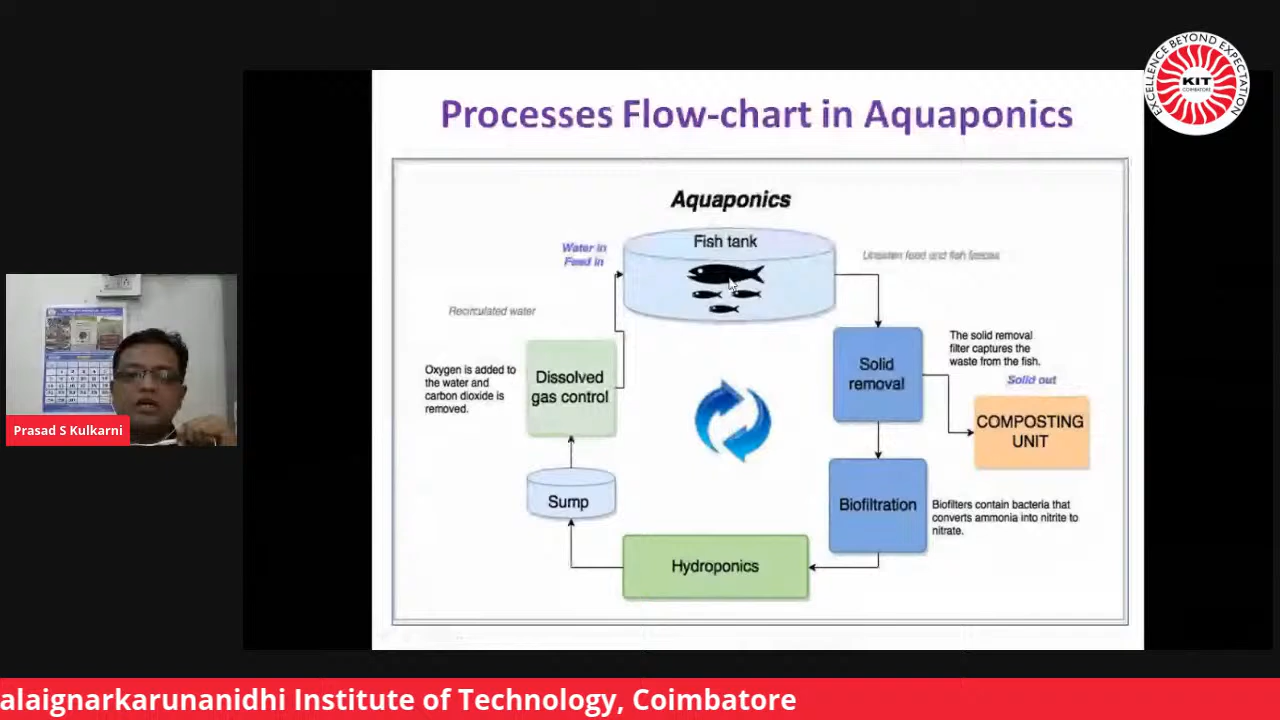 EXCELLENCE BEYOND EXPECTATION
KIT
COIMBATORE
Processes Flow-chart in Aquaponics
Aquaponics
Water in
Feed in
Fish tank
Uneaten feed and fish faeces
Recirculated water
Oxygen is added to
the water and
carbon dioxide is
removed.
Dissolved
gas control
Solid
removal
The solid removal
filter captures the
waste from the fish.
Solid out
COMPOSTING
UNIT
Sump
Biofiltration
Biofilters contain bacteria that
converts ammonia into nitrite to
nitrate.
Hydroponics
Prasad S Kulkarni
alaignarkarunanidhi Institute of Technology, Coimbatore